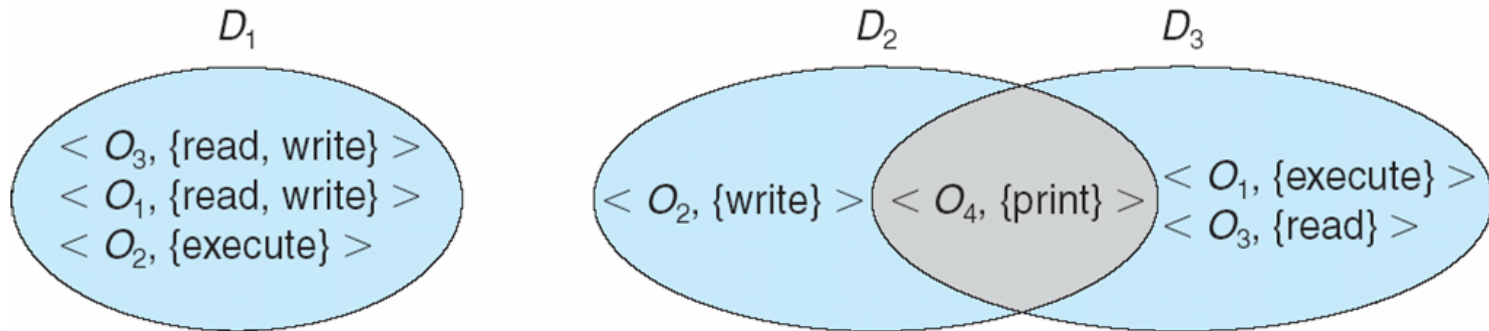 D₁
D₂
D₃
< O₃, {read, write} >
< O₁, {read, write} >
< O₂, {execute} >
< O₂, {write} >
< O₄, {print} >
< O₁, {execute} >
< O₃, {read} >